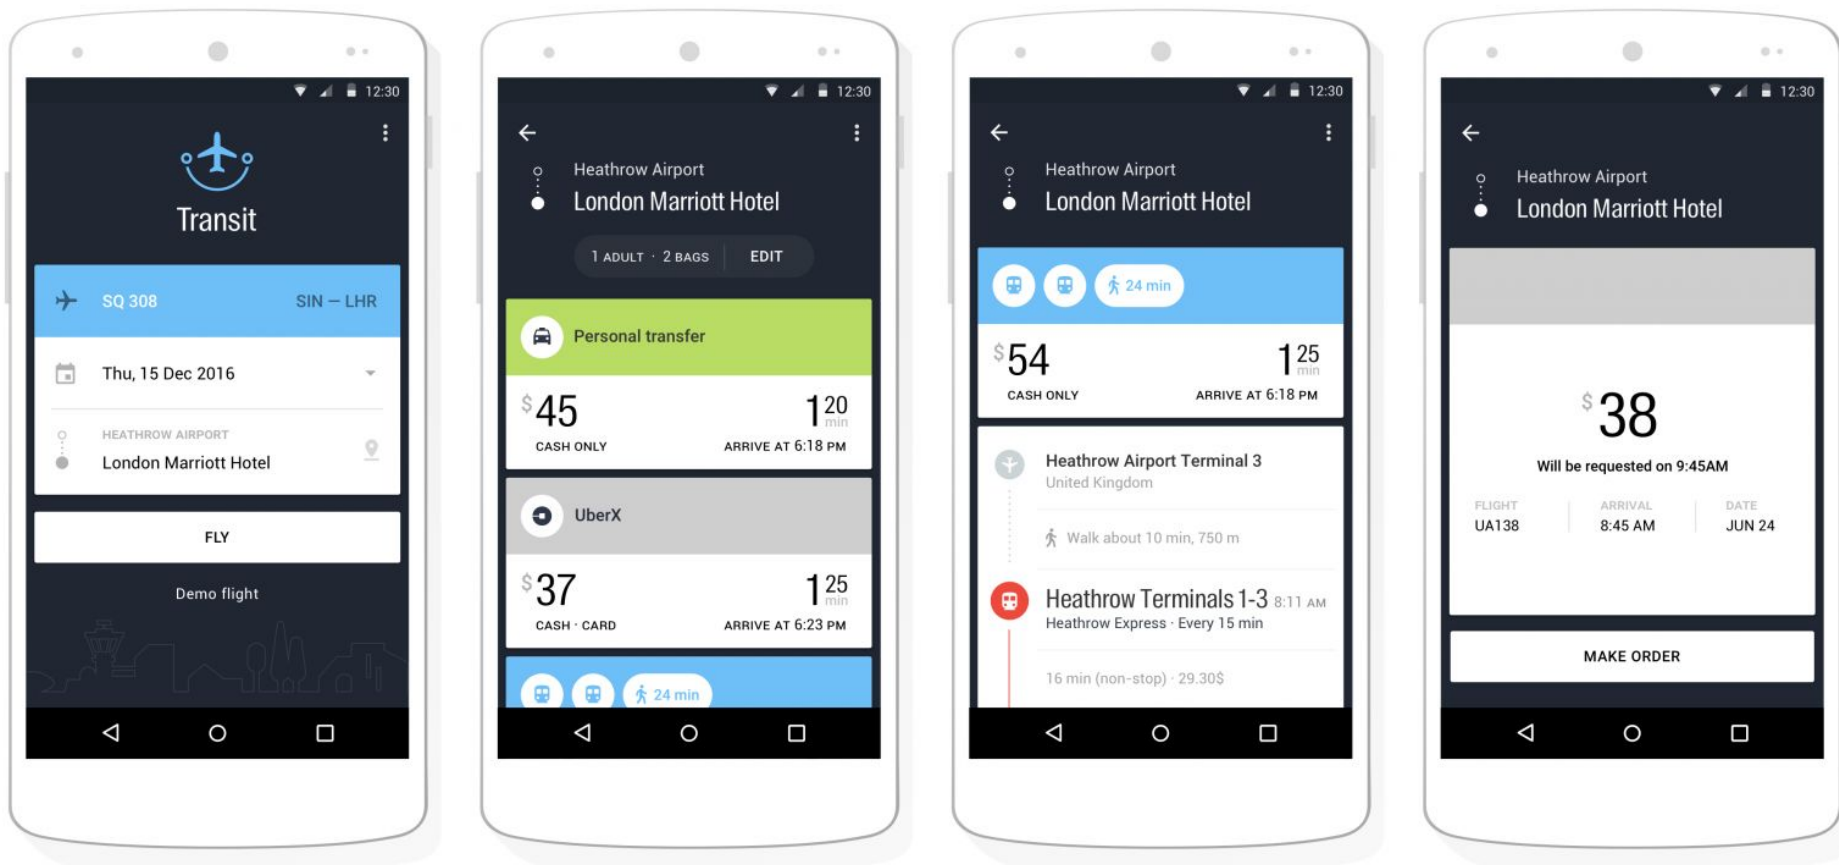 12:30
Transit
SQ 308 SIN – LHR
Thu, 15 Dec 2016
HEATHROW AIRPORT
London Marriott Hotel
FLY
Demo flight
12:30
Heathrow Airport
London Marriott Hotel
1 ADULT · 2 BAGS EDIT
Personal transfer
$45 1 20 min
CASH ONLY ARRIVE AT 6:18 PM
UberX
$37 1 25 min
CASH · CARD ARRIVE AT 6:23 PM
24 min
12:30
Heathrow Airport
London Marriott Hotel
24 min
$54 1 25 min
CASH ONLY ARRIVE AT 6:18 PM
Heathrow Airport Terminal 3
United Kingdom
Walk about 10 min, 750 m
Heathrow Terminals 1-3 8:11 AM
Heathrow Express · Every 15 min
16 min (non-stop) · 29.30$
12:30
Heathrow Airport
London Marriott Hotel
$38
Will be requested on 9:45AM
FLIGHT ARRIVAL DATE
UA138 8:45 AM JUN 24
MAKE ORDER